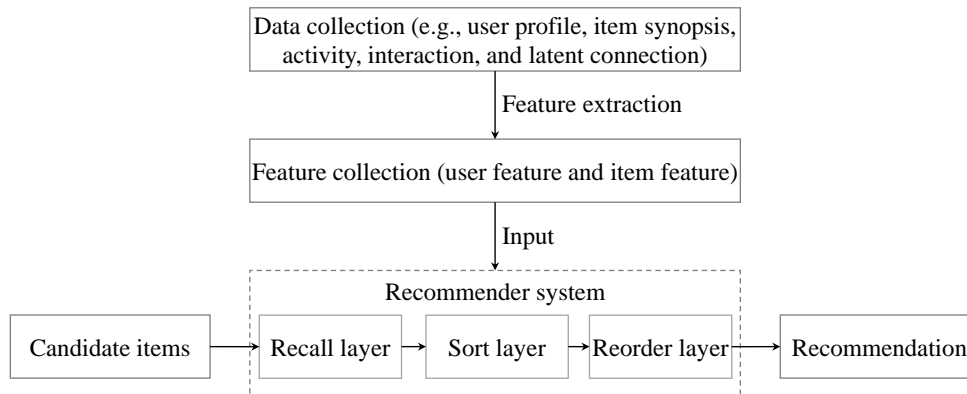 Data collection (e.g., user profile, item synopsis,
activity, interaction, and latent connection)
Feature extraction
Feature collection (user feature and item feature)
Input
Recommender system
Candidate items
Recall layer
Sort layer
Reorder layer
Recommendation